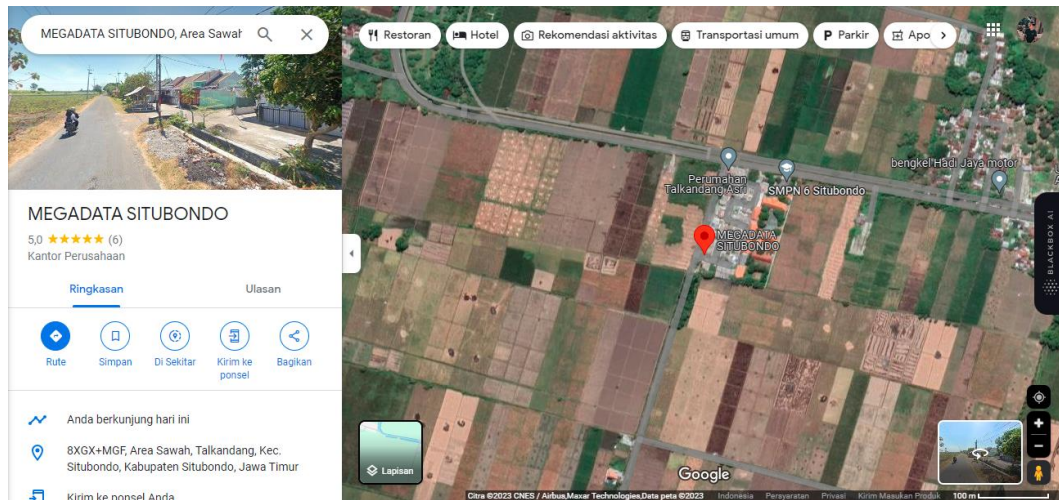 MEGADATA SITUBONDO, Area Sawah
Restoran
Hotel
Rekomendasi aktivitas
Transportasi umum
P Parkir
Apo
MEGADATA SITUBONDO
5,0 ★★★★★ (6)
Kantor Perusahaan
Ringkasan
Ulasan
Rute
Simpan
Di Sekitar
Kirim ke
ponsel
Bagikan
Anda berkunjung hari ini
8XGX+MGF, Area Sawah, Talkandang, Kec.
Situbondo, Kabupaten Situbondo, Jawa Timur
Kirim ke ponsel Anda
Perumahan
Talkandang Asri
SMPN 6 Situbondo
bengkel Hadi Jaya motor
MEGADATA
SITUBONDO
BLACKBOX AI
Lapisan
Google
Citra ©2023 CNES / Airbus,Maxar Technologies,Data peta ©2023
Indonesia
Persyaratan
Privasi
Kirim Masukan Produk
100 m